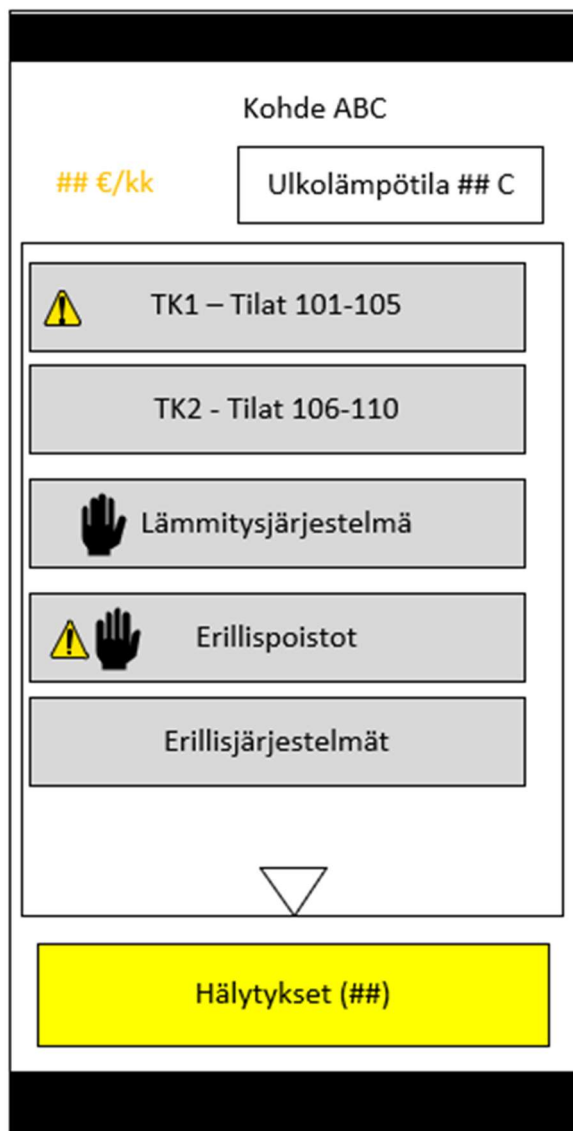 Kohde ABC
## €/kk
Ulkolämpötila ## C
TK1 – Tilat 101-105
TK2 - Tilat 106-110
Lämmitysjärjestelmä
Erillispoistot
Erillisjärjestelmät
Hälytykset (##)